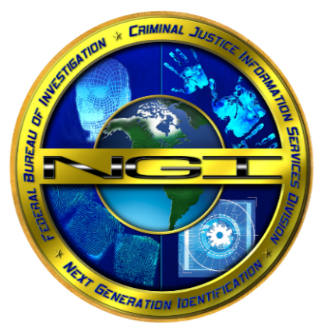 FEDERAL BUREAU OF INVESTIGATION ★ CRIMINAL JUSTICE INFORMATION SERVICES DIVISION
NGI
★ NEXT GENERATION IDENTIFICATION ★